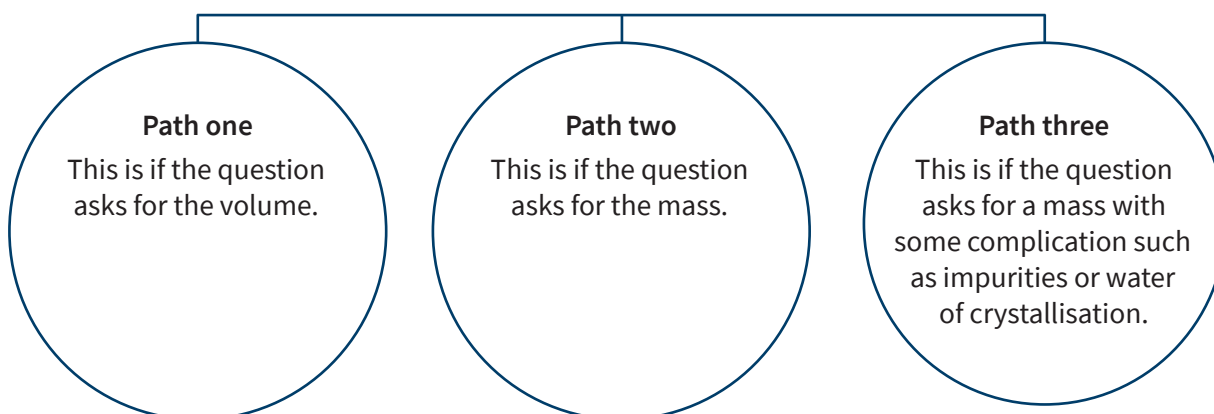 Path one
This is if the question
asks for the volume.
Path two
This is if the question
asks for the mass.
Path three
This is if the question
asks for a mass with
some complication such
as impurities or water
of crystallisation.